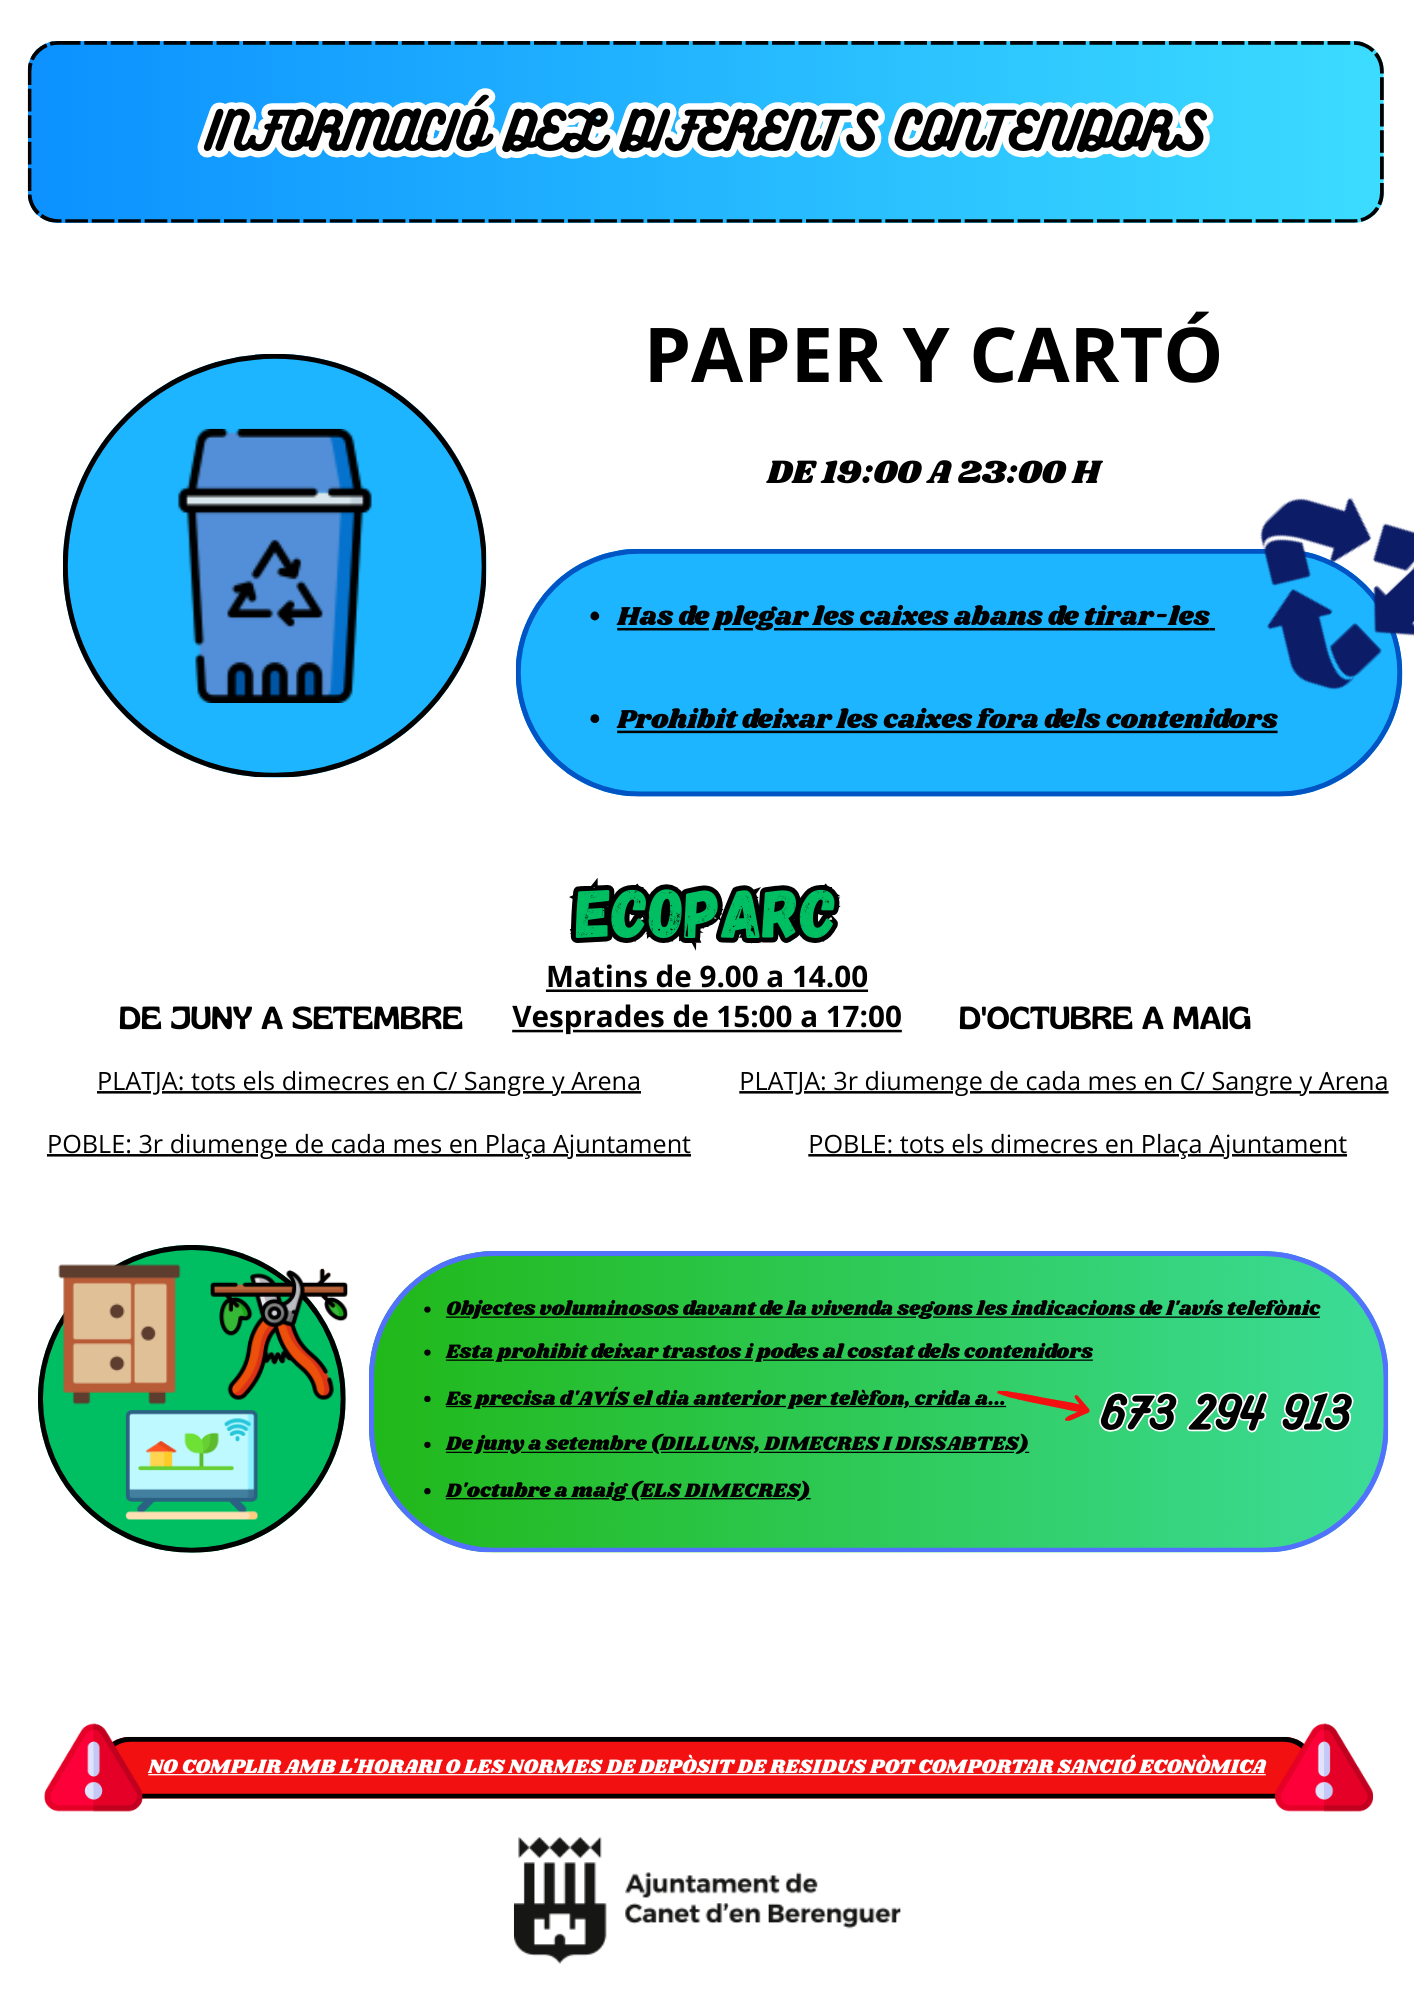 INFORMACIÓ DEL DIFERENTS CONTENIDORS
PAPER Y CARTÓ
DE 19:00 A 23:00 H
• Has de plegar les caixes abans de tirar-les
• Prohibit deixar les caixes fora dels contenidors
ECOPARC
Matins de 9.00 a 14.00
Vesprades de 15:00 a 17:00
DE JUNY A SETEMBRE
PLATJA: tots els dimecres en C/ Sangre y Arena
POBLE: 3r diumenge de cada mes en Plaça Ajuntament
D'OCTUBRE A MAIG
PLATJA: 3r diumenge de cada mes en C/ Sangre y Arena
POBLE: tots els dimecres en Plaça Ajuntament
• Objectes voluminosos davant de la vivenda segons les indicacions de l'avís telefònic
• Esta prohibit deixar trastos i podes al costat dels contenidors
• Es precisa d'AVÍS el dia anterior per telèfon, crida a...
673 294 913
• De juny a setembre (DILLUNS, DIMECRES I DISSABTES)
• D'octubre a maig (ELS DIMECRES)
NO COMPLIR AMB L'HORARI O LES NORMES DE DEPÒSIT DE RESIDUS POT COMPORTAR SANCIÓ ECONÒMICA
Ajuntament de
Canet d'en Berenguer